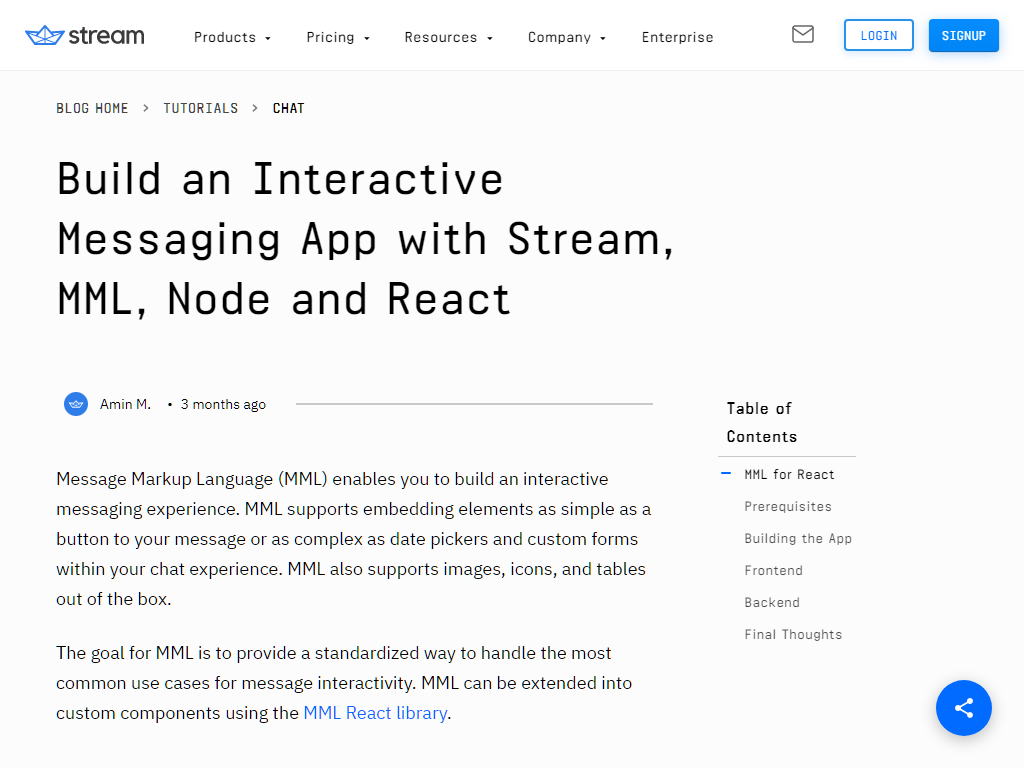 stream
Products Pricing Resources Company Enterprise LOGIN SIGNUP
BLOG HOME > TUTORIALS > CHAT
Build an Interactive
Messaging App with Stream,
MML, Node and React
Amin M. • 3 months ago
Message Markup Language (MML) enables you to build an interactive
messaging experience. MML supports embedding elements as simple as a
button to your message or as complex as date pickers and custom forms
within your chat experience. MML also supports images, icons, and tables
out of the box.
The goal for MML is to provide a standardized way to handle the most
common use cases for message interactivity. MML can be extended into
custom components using the MML React library.
Table of
Contents
MML for React
Prerequisites
Building the App
Frontend
Backend
Final Thoughts